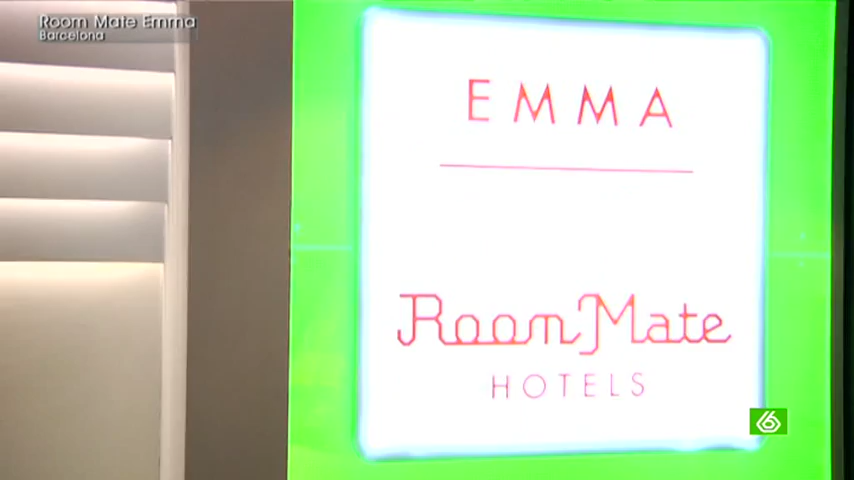 Room Mate Emma
Barcelona
EMMA
Room Mate
HOTELS